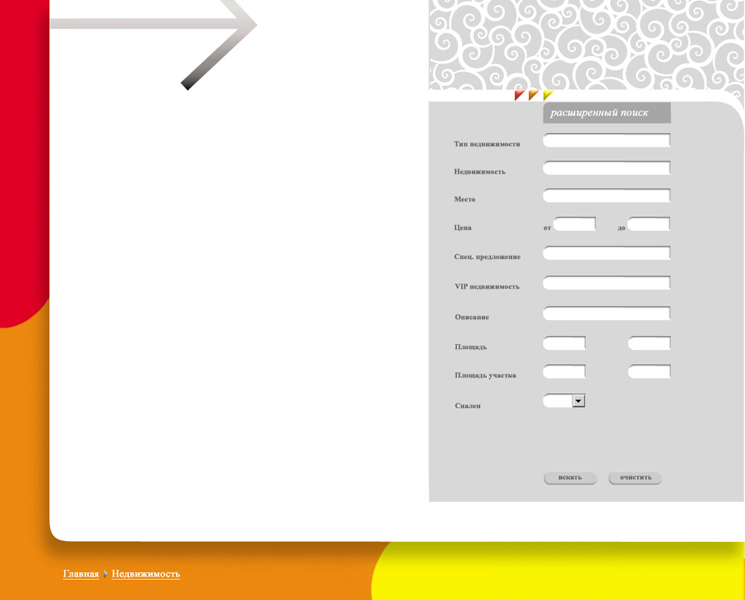 расширенный поиск
Тип недвижимости
Недвижимость
Место
Цена от до
Спец. предложение
VIP недвижимость
Описание
Площадь
Площадь участка
Спален
искать очистить
Главная Недвижимость